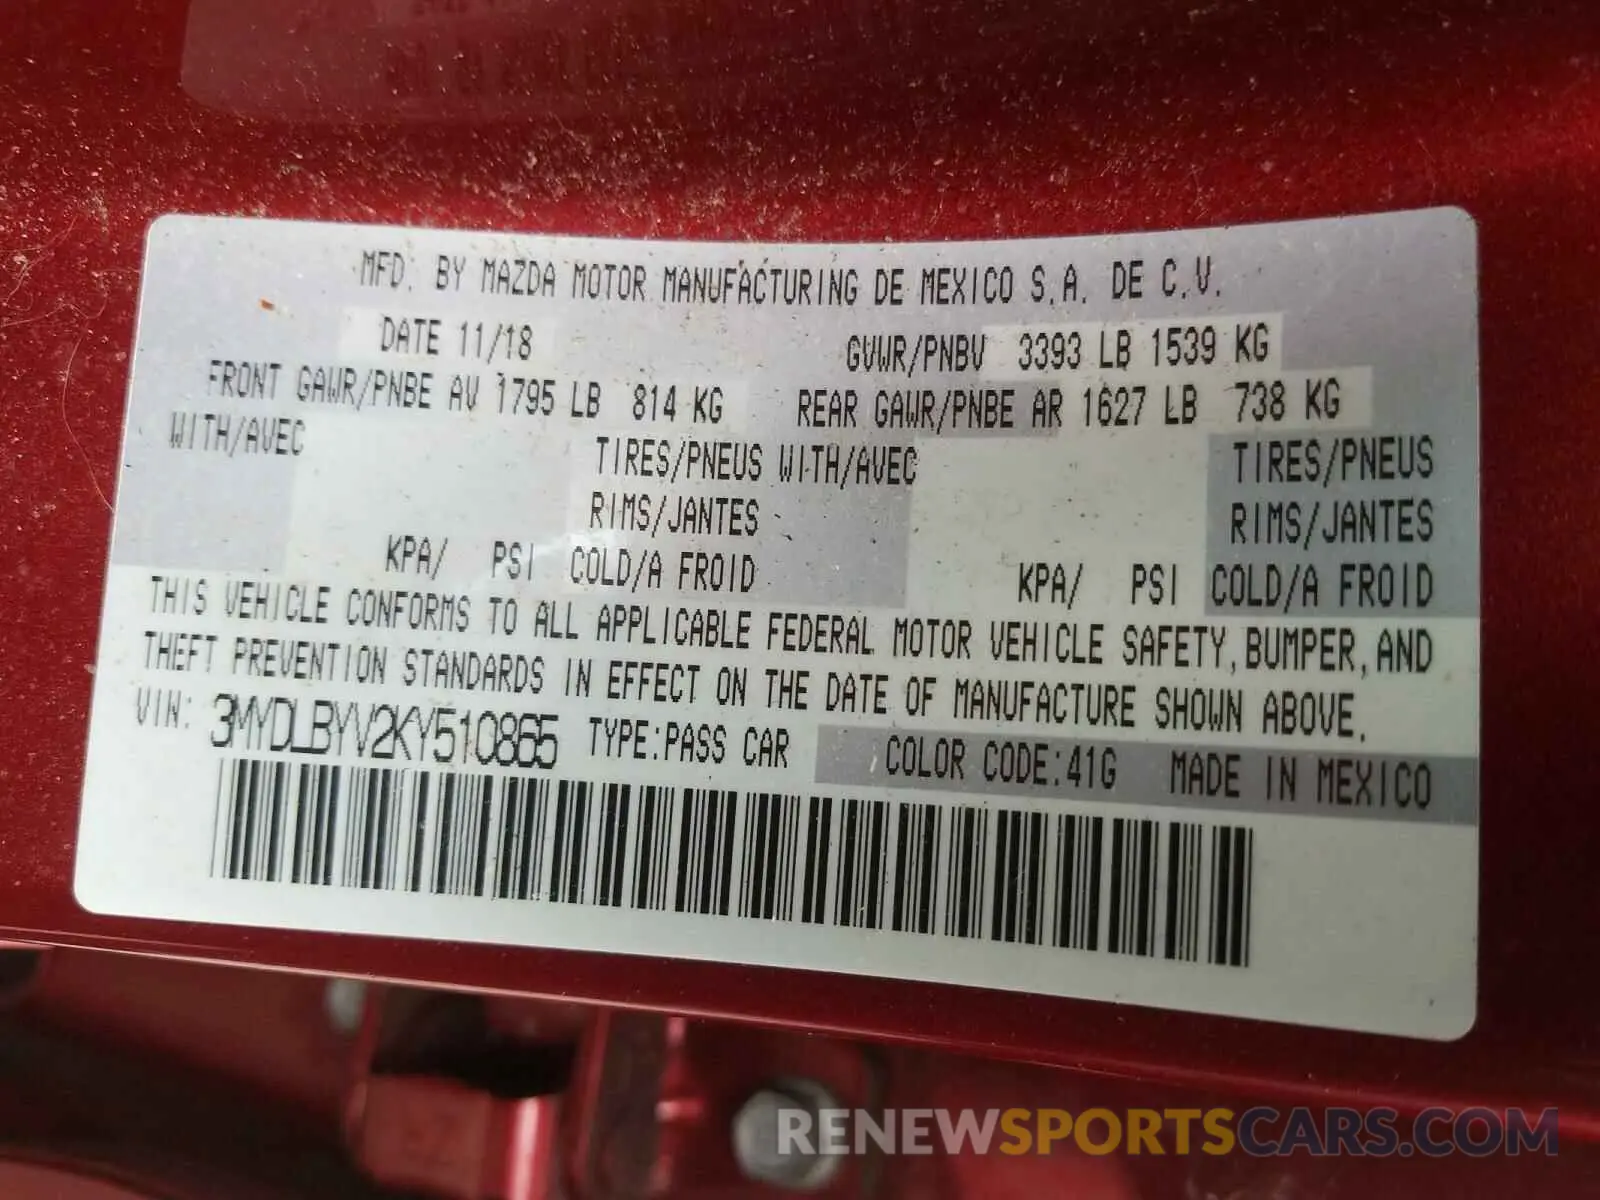 MFD. BY MAZDA MOTOR MANUFACTURING DE MEXICO S.A. DE C.V.
DATE 11/18 GVWR/PNBV 3393 LB 1539 KG
FRONT GAWR/PNBE AV 1795 LB 814 KG REAR GAWR/PNBE AR 1627 LB 738 KG
WITH/AVEC TIRES/PNEUS WITH/AVEC TIRES/PNEUS
RIMS/JANTES RIMS/JANTES
KPA/ PSI COLD/A FROID KPA/ PSI COLD/A FROID
THIS VEHICLE CONFORMS TO ALL APPLICABLE FEDERAL MOTOR VEHICLE SAFETY, BUMPER, AND
THEFT PREVENTION STANDARDS IN EFFECT ON THE DATE OF MANUFACTURE SHOWN ABOVE.
VIN: 3MYDLBYV2KY510865 TYPE:PASS CAR COLOR CODE:41G MADE IN MEXICO
RENEWSPORTSCARS.COM